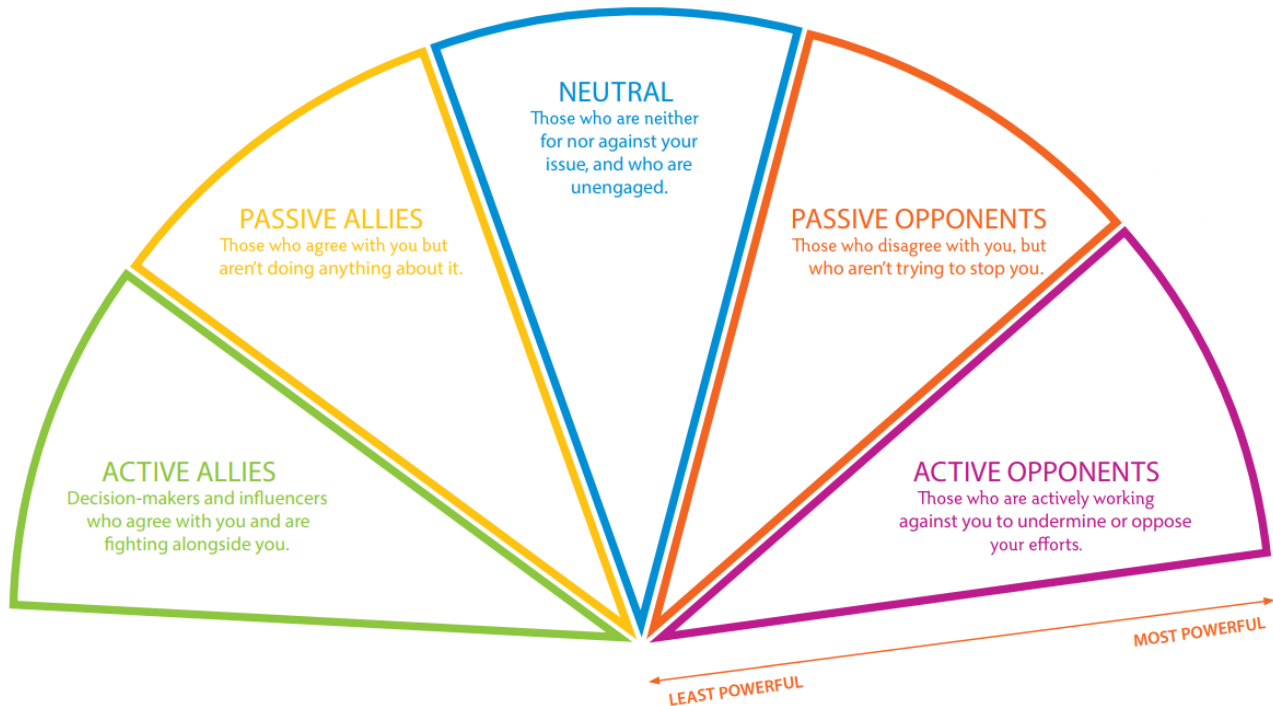 NEUTRAL
Those who are neither
for nor against your
issue, and who are
unengaged.
PASSIVE ALLIES
Those who agree with you but
aren't doing anything about it.
PASSIVE OPPONENTS
Those who disagree with you, but
who aren't trying to stop you.
ACTIVE ALLIES
Decision-makers and influencers
who agree with you and are
fighting alongside you.
ACTIVE OPPONENTS
Those who are actively working
against you to undermine or oppose
your efforts.
LEAST POWERFUL
MOST POWERFUL